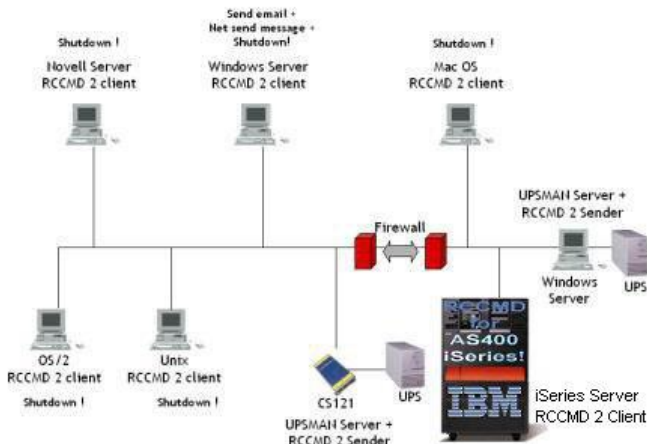 Send email +
Net send message +
Shutdown!
Shutdown !
Shutdown !
Novell Server
RCCMD 2 client
Windows Server
RCCMD 2 client
Mac OS
RCCMD 2 client
UPSMAN Server +
RCCMD 2 Sender
Firewall
Windows
Server
UPS
OS/2
RCCMD 2 client
Shutdown !
Unix
RCCMD 2 client
Shutdown !
CS121
UPS
UPSMAN Server +
RCCMD 2 Sender
RCCMD
for
AS400
iSeries!
IBM
iSeries Server
RCCMD 2 Client